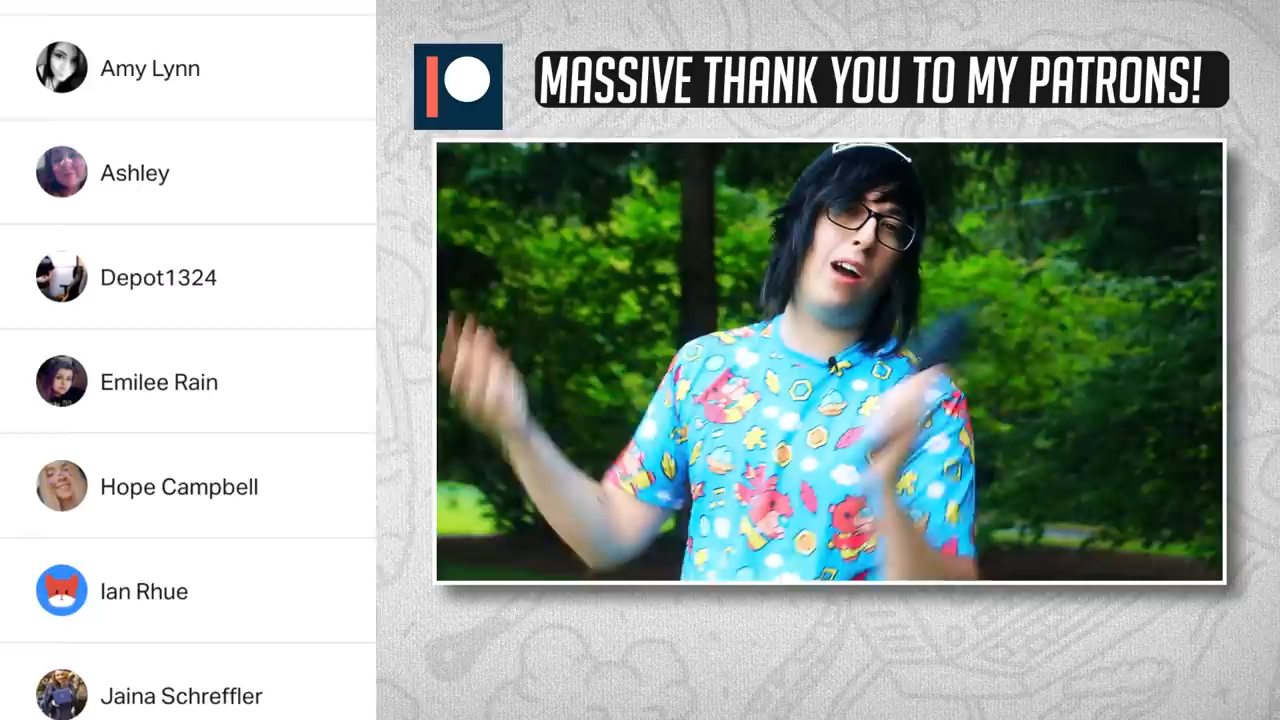 Amy Lynn
Ashley
Depot1324
Emilee Rain
Hope Campbell
Ian Rhue
Jaina Schreffler
MASSIVE THANK YOU TO MY PATRONS!